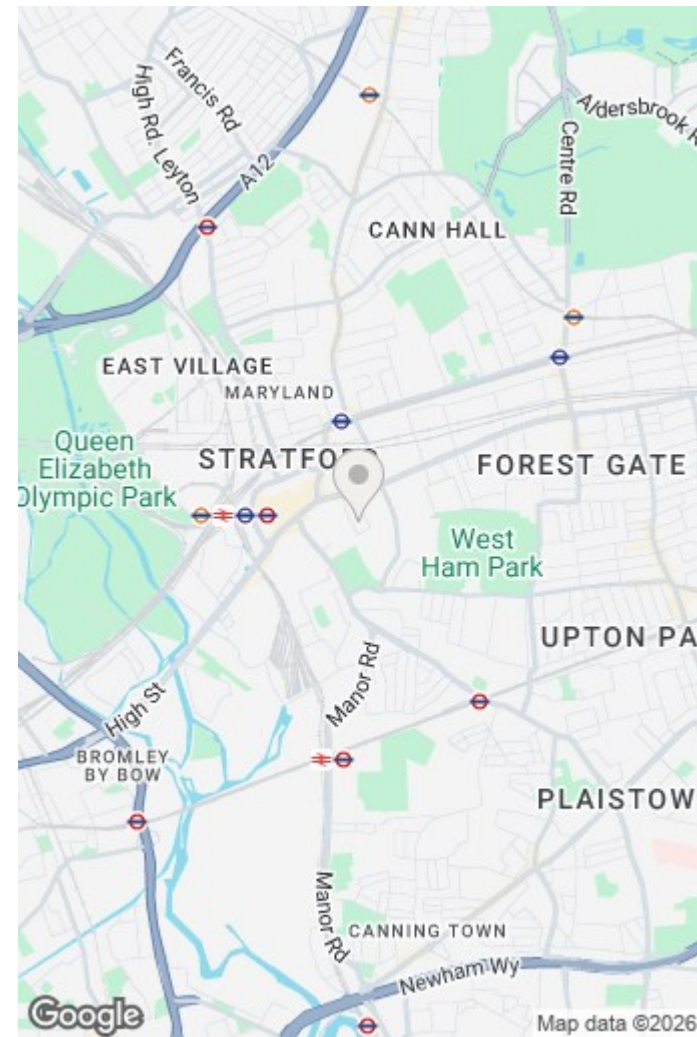 Francis Rd
High Rd. Leyton
A12
Aldersbrook R
Centre Rd
CANN HALL
EAST VILLAGE
MARYLAND
STRATFO
Queen
Elizabeth
Olympic Park
FOREST GATE
West
Ham Park
UPTON PA
Manor Rd
High St
BROMLEY
BY BOW
PLAISTOW
Manor Rd
CANNING TOWN
Newham Wy
Google
Map data ©2026